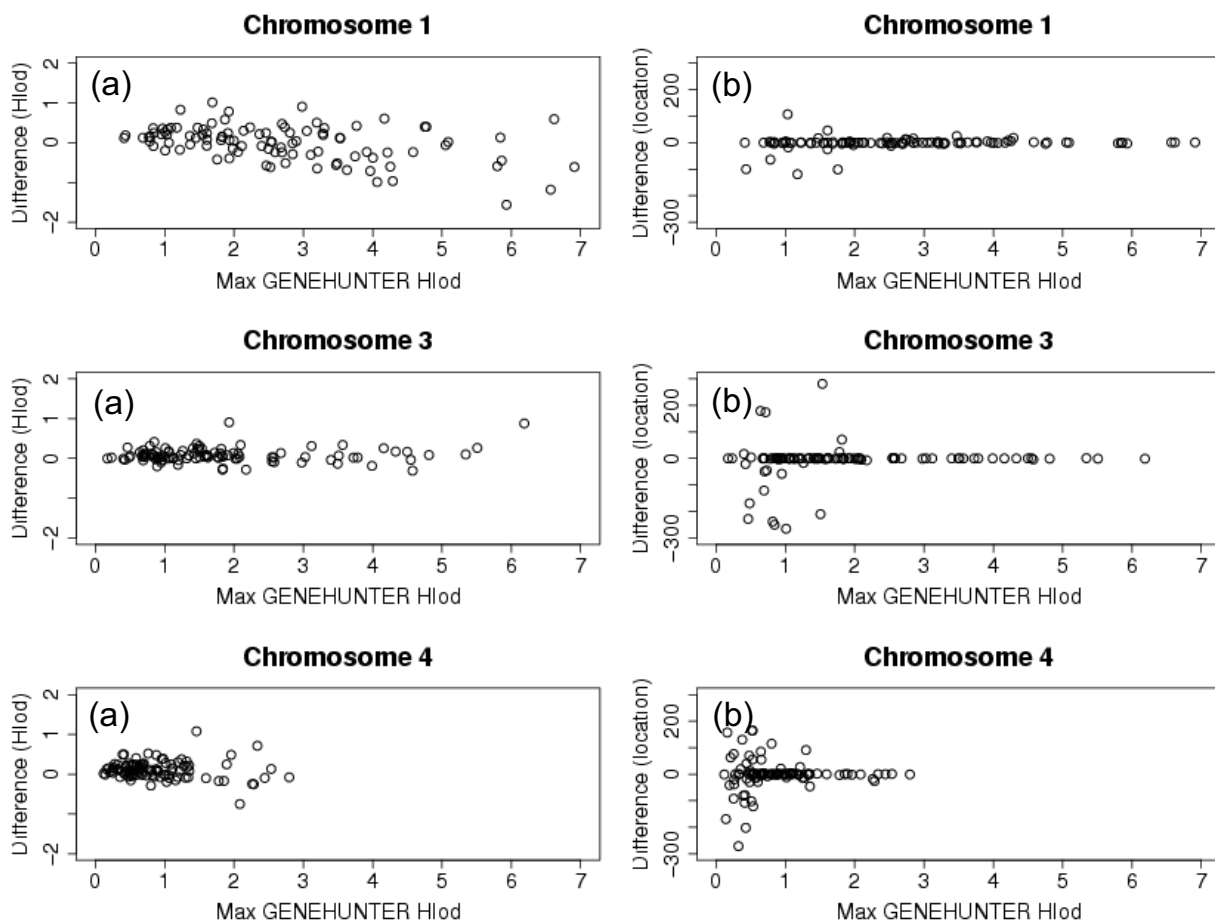 Chromosome 1
Difference (Hlod)
2
1
0
−2
(a)
0 1 2 3 4 5 6 7
Max GENEHUNTER Hlod
Chromosome 1
Difference (location)
200
0
−300
(b)
0 1 2 3 4 5 6 7
Max GENEHUNTER Hlod
Chromosome 3
Difference (Hlod)
2
1
0
−2
(a)
0 1 2 3 4 5 6 7
Max GENEHUNTER Hlod
Chromosome 3
Difference (location)
200
0
−300
(b)
0 1 2 3 4 5 6 7
Max GENEHUNTER Hlod
Chromosome 4
Difference (Hlod)
2
1
0
−2
(a)
0 1 2 3 4 5 6 7
Max GENEHUNTER Hlod
Chromosome 4
Difference (location)
200
0
−300
(b)
0 1 2 3 4 5 6 7
Max GENEHUNTER Hlod